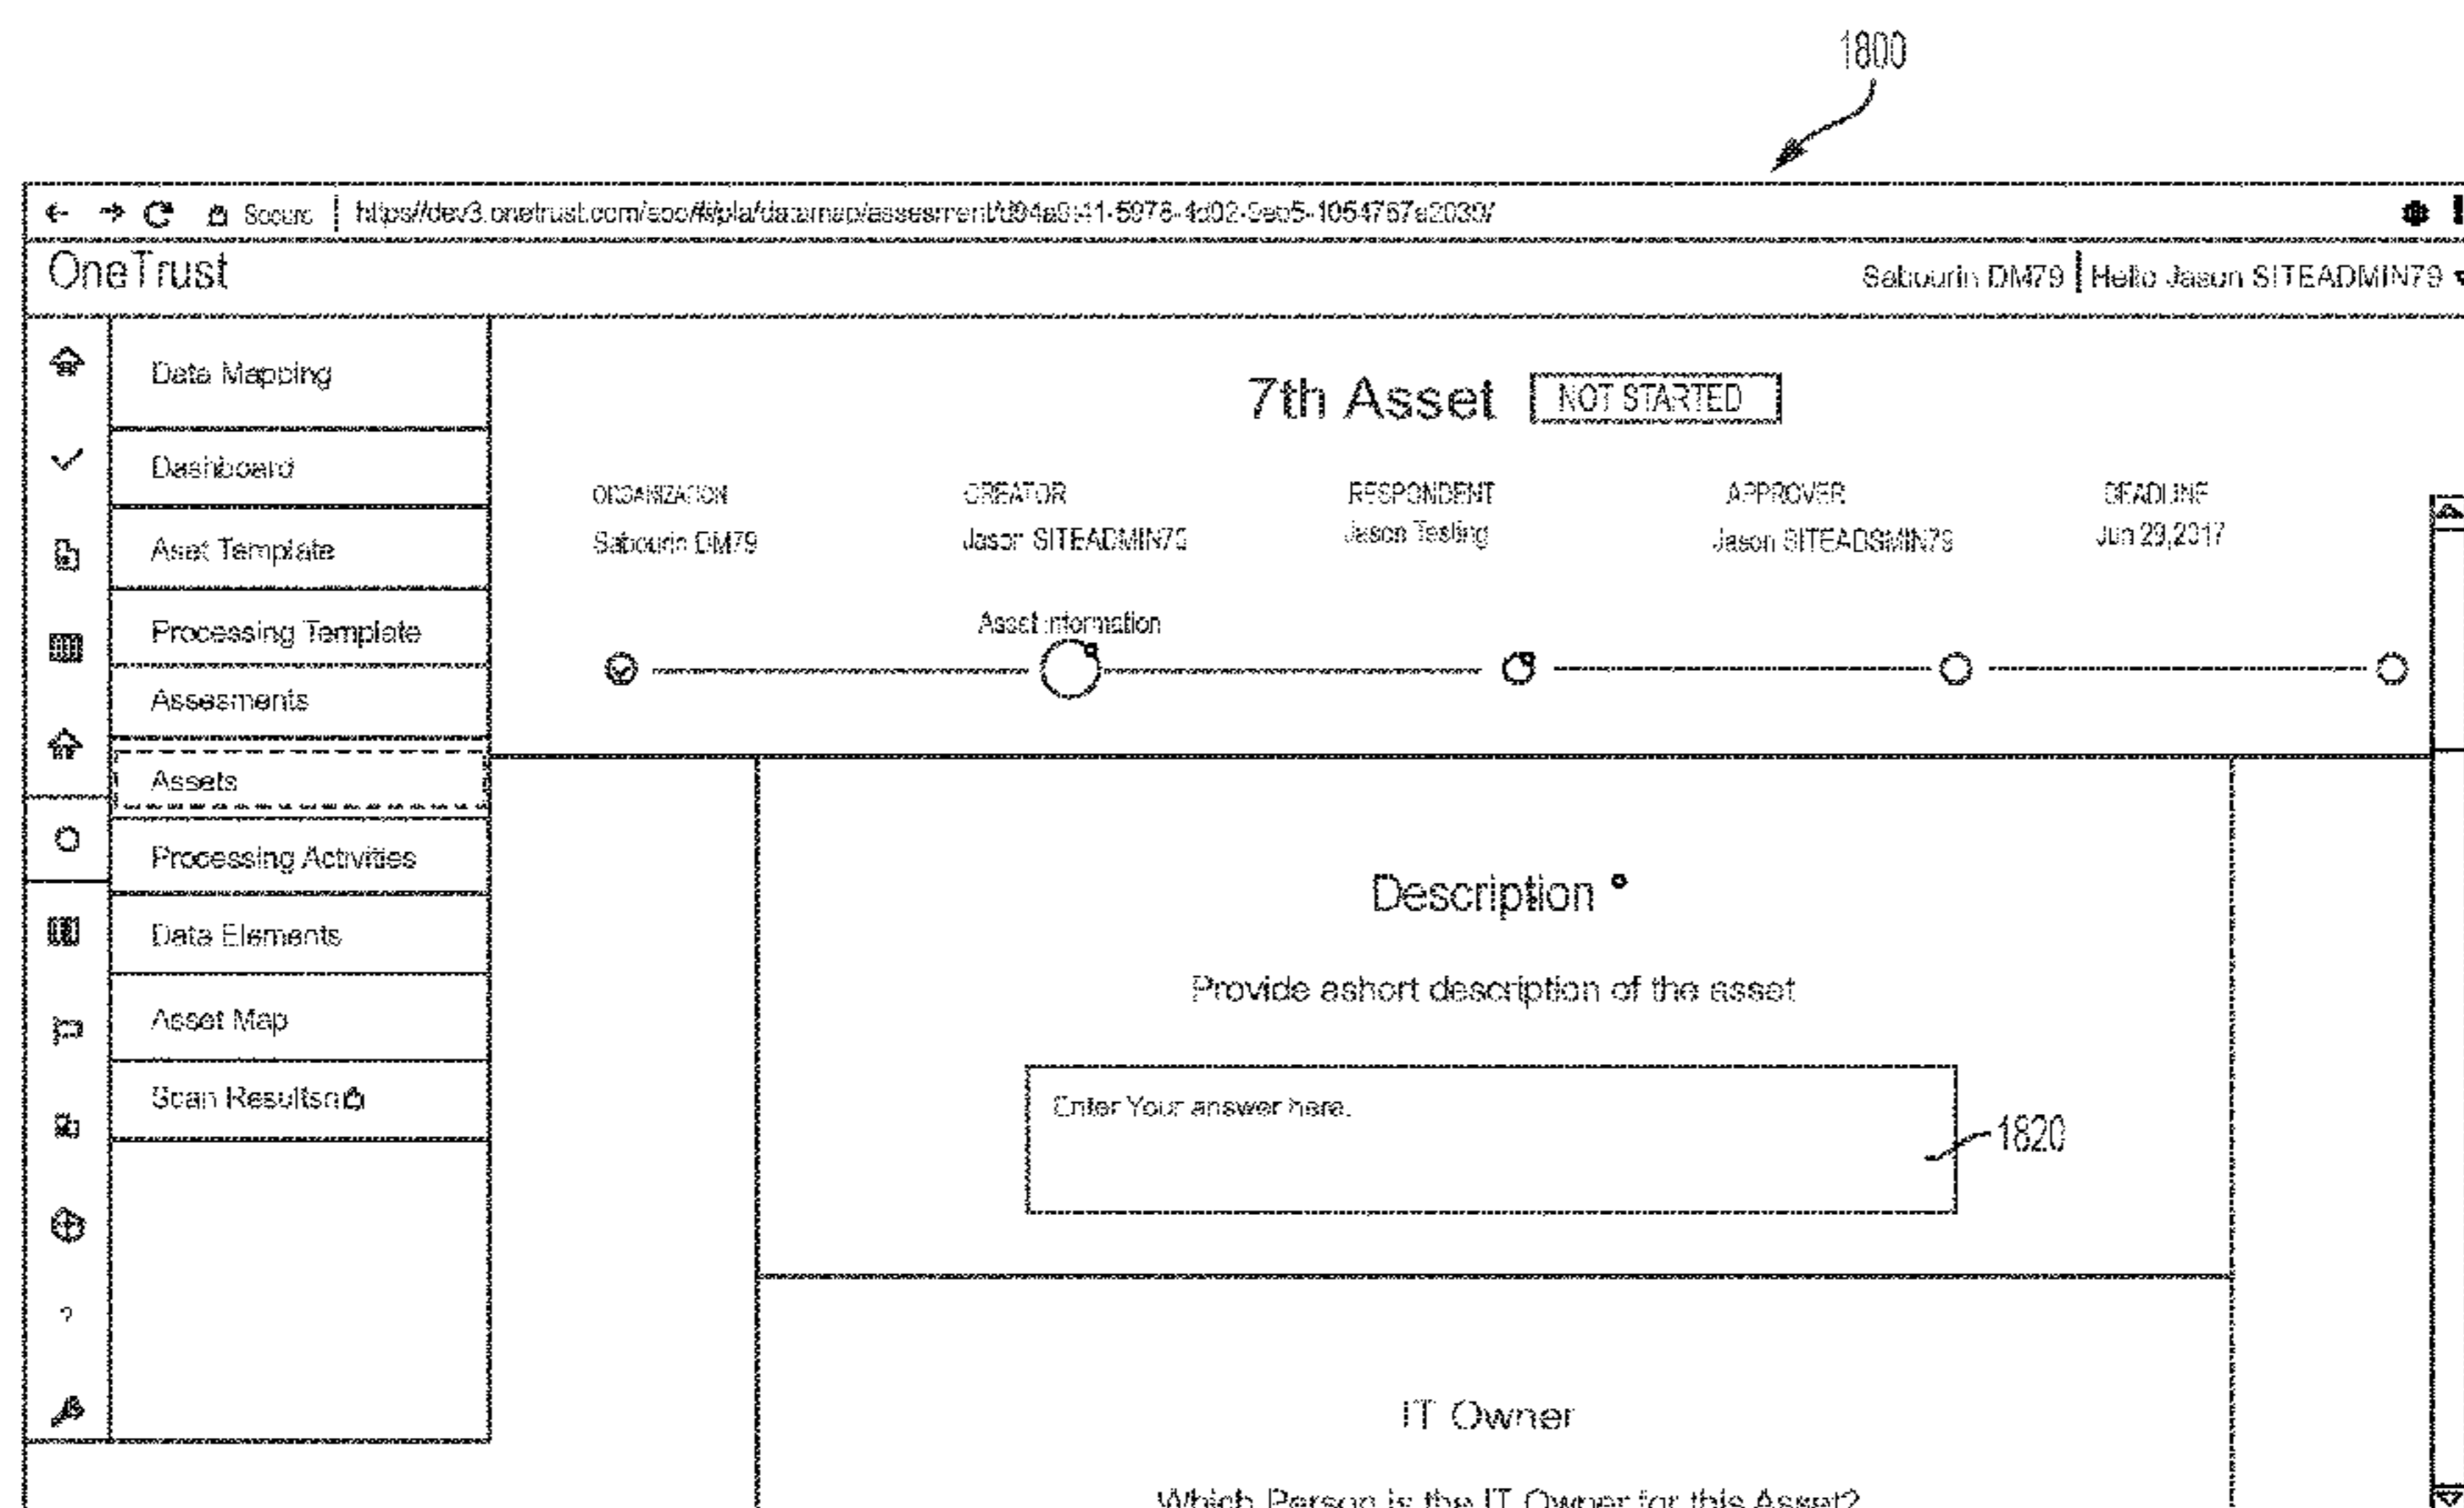 1800
Secure
OneTrust
Sabourin DM79 Hello Jason SITEADMIN79
Data Mapping
Dashboard
Aset Template
Processing Template
Assesments
Assets
Processing Activities
Data Elements
Asset Map
Scan Results
7th Asset NOT STARTED
ORGANIZATION CREATOR RESPONDENT APPROVER DEADLINE
Sabourin DM79 Jason SITEADMIN79 Jason Testing Jason SITEADSMIN79 Jun 29,2017
Asset information
Description
Provide ashort description of the asset
Enter Your answer here.
1820
IT Owner
Which Person is the IT Owner for this Asset?